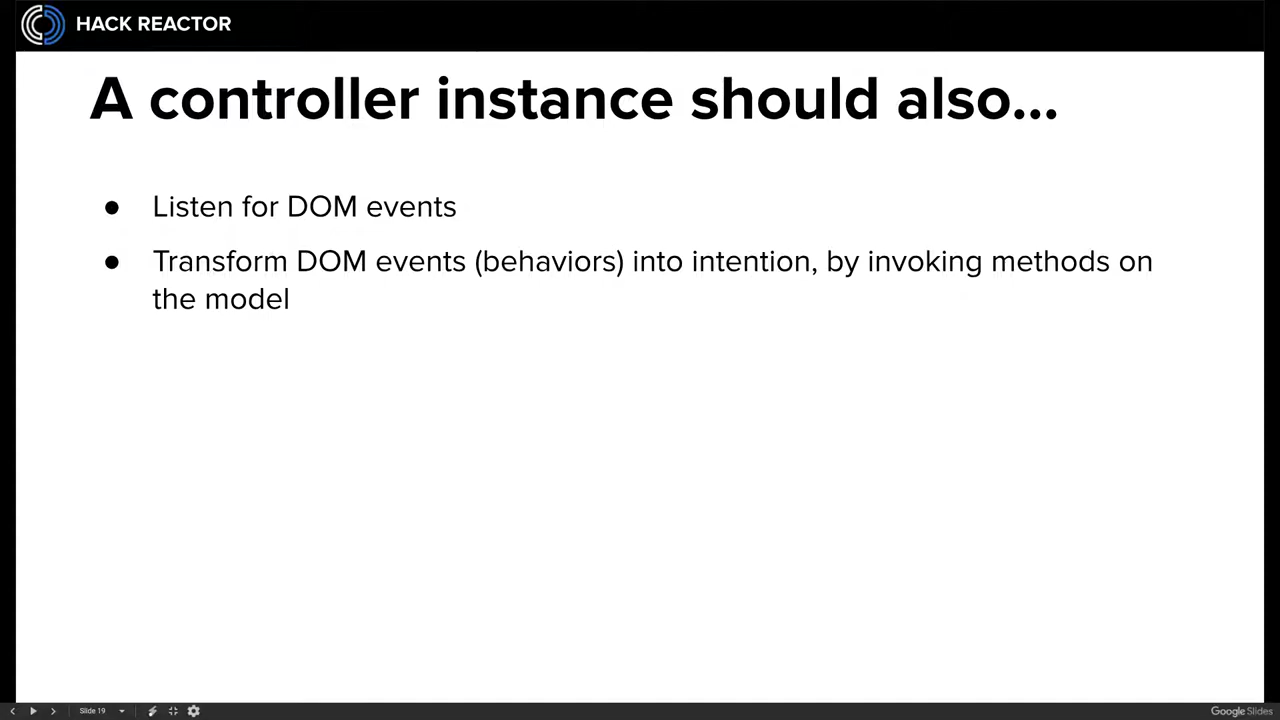 HACK REACTOR
A controller instance should also...
● Listen for DOM events
● Transform DOM events (behaviors) into intention, by invoking methods on
the model
Slide 19
Google Slides